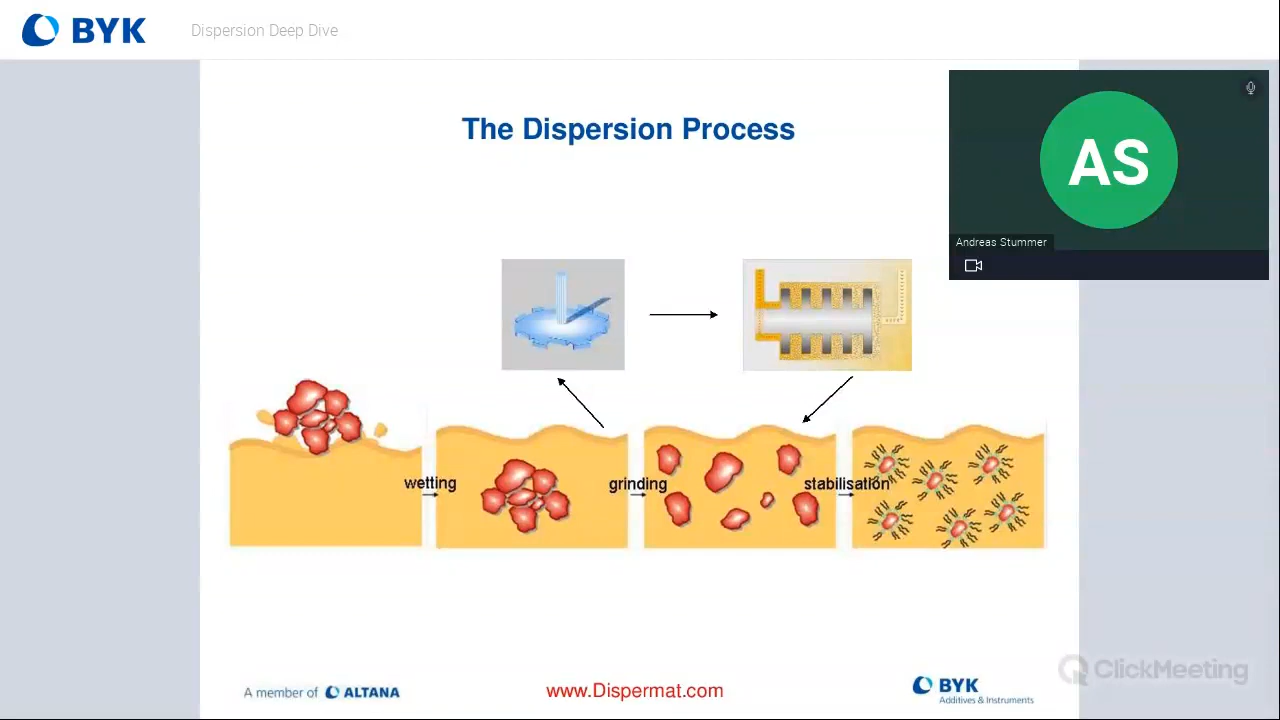 BYK
Dispersion Deep Dive
The Dispersion Process
AS
Andreas Stummer
wetting
grinding
stabilisation
A member of ALTANA
www.Dispermat.com
BYK
Additives & Instruments
ClickMeeting